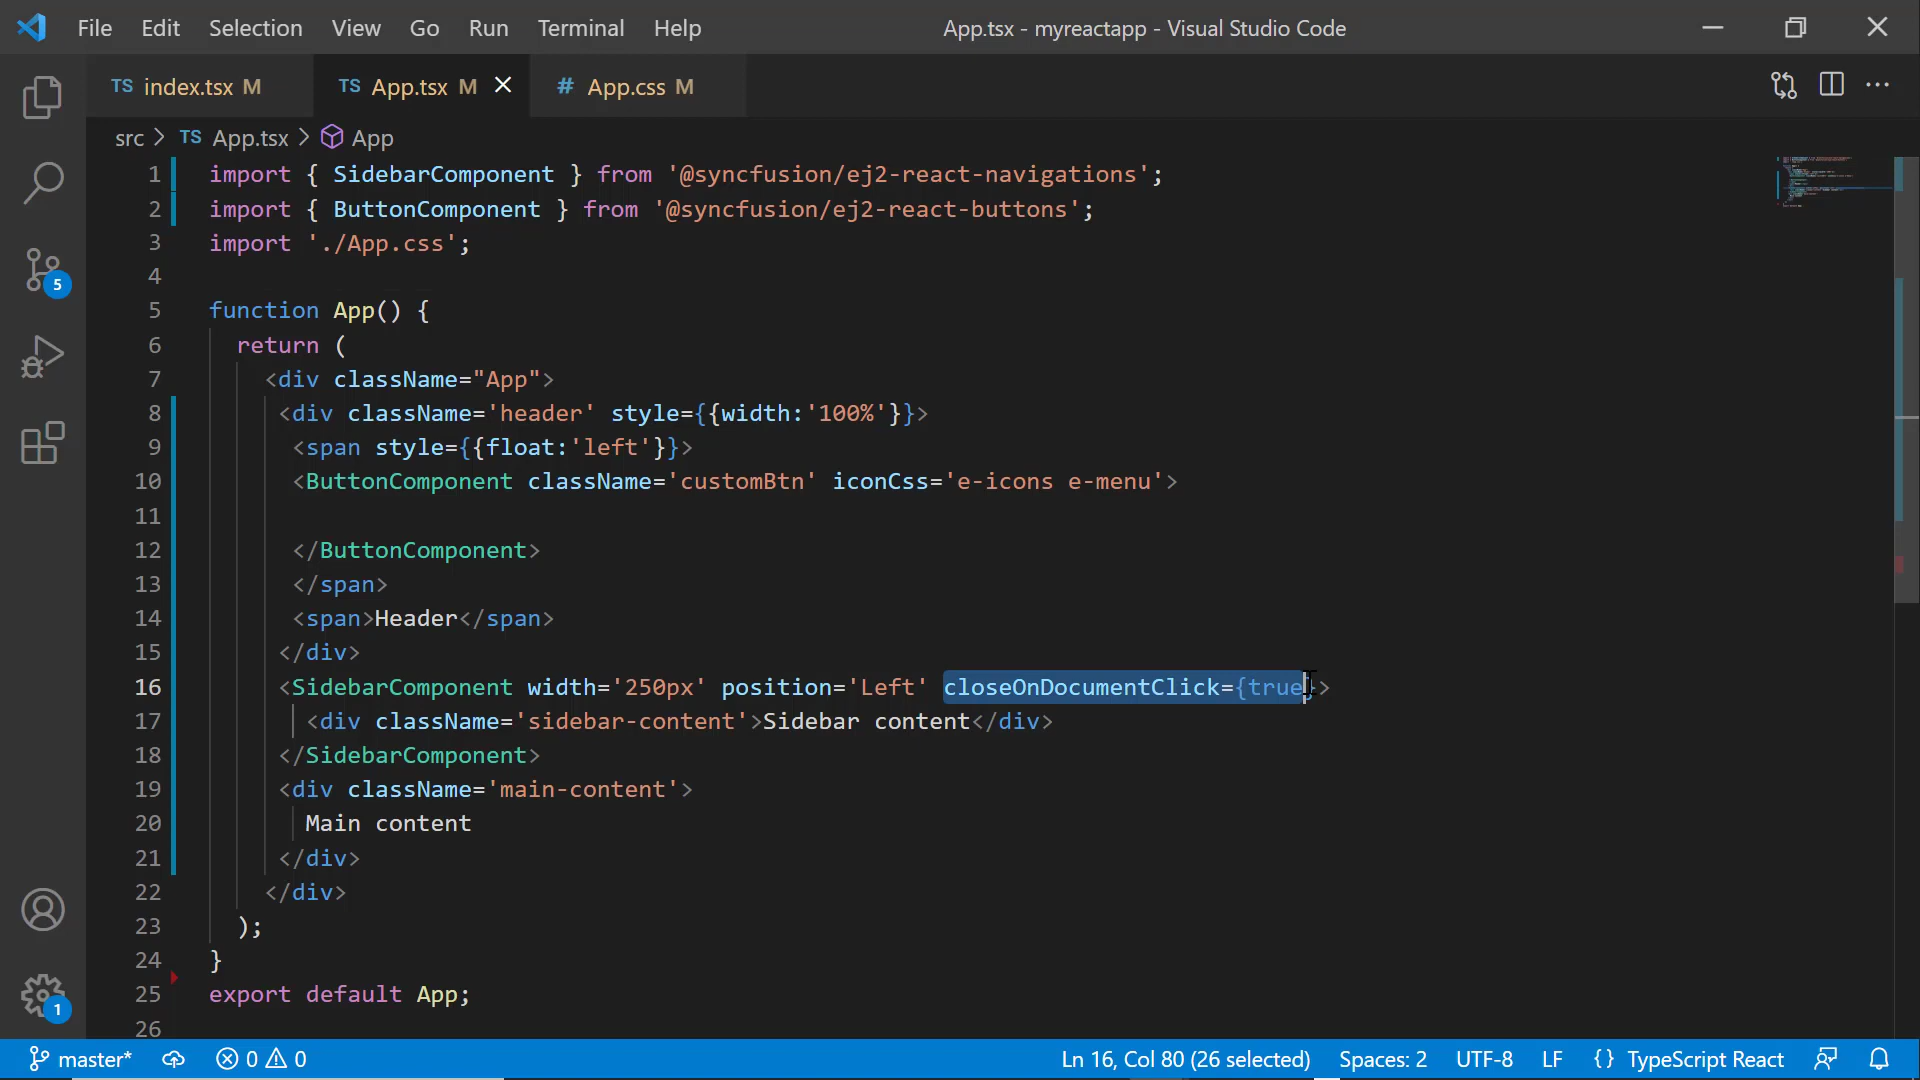 File Edit Selection View Go Run Terminal Help App.tsx - myreactapp - Visual Studio Code
TS index.tsx M TS App.tsx M # App.css M
src > TS App.tsx > App
1 import { SidebarComponent } from '@syncfusion/ej2-react-navigations';
2 import { ButtonComponent } from '@syncfusion/ej2-react-buttons';
3 import './App.css';
4
5 function App() {
6 return (
7 <div className="App">
8 <div className='header' style={{width:'100%'}}>
9 <span style={{float:'left'}}>
10 <ButtonComponent className='customBtn' iconCss='e-icons e-menu'>
11
12 </ButtonComponent>
13 </span>
14 <span>Header</span>
15 </div>
16 <SidebarComponent width='250px' position='Left' closeOnDocumentClick={true}>
17 <div className='sidebar-content'>Sidebar content</div>
18 </SidebarComponent>
19 <div className='main-content'>
20 Main content
21 </div>
22 </div>
23 );
24 }
25 export default App;
26
5
1
master* 0 0 Ln 16, Col 80 (26 selected) Spaces: 2 UTF-8 LF {} TypeScript React